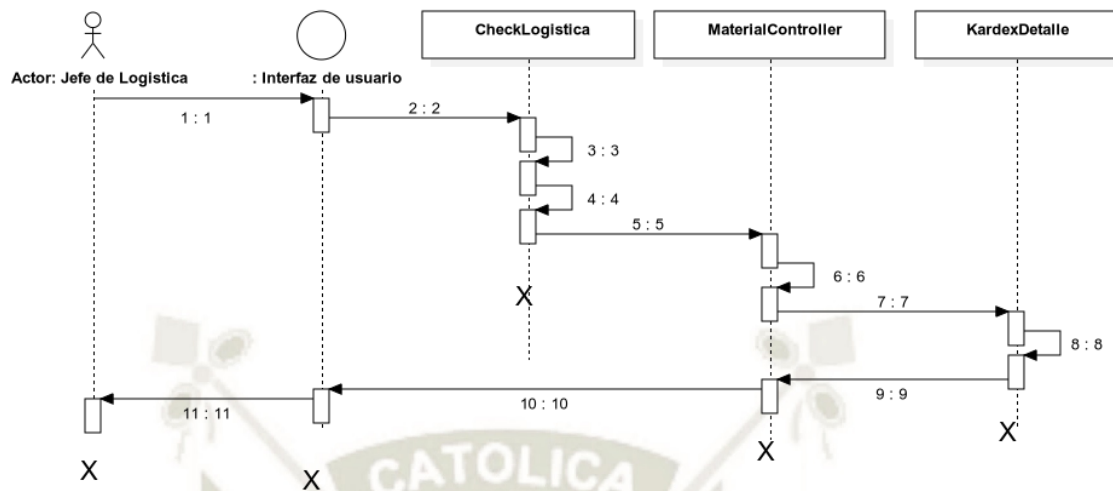 CheckLogistica
MaterialController
KardexDetalle
Actor: Jefe de Logistica
: Interfaz de usuario
1 : 1
2 : 2
3 : 3
4 : 4
5 : 5
6 : 6
7 : 7
8 : 8
9 : 9
10 : 10
11 : 11
X
X
X
X
X
CATOLICA